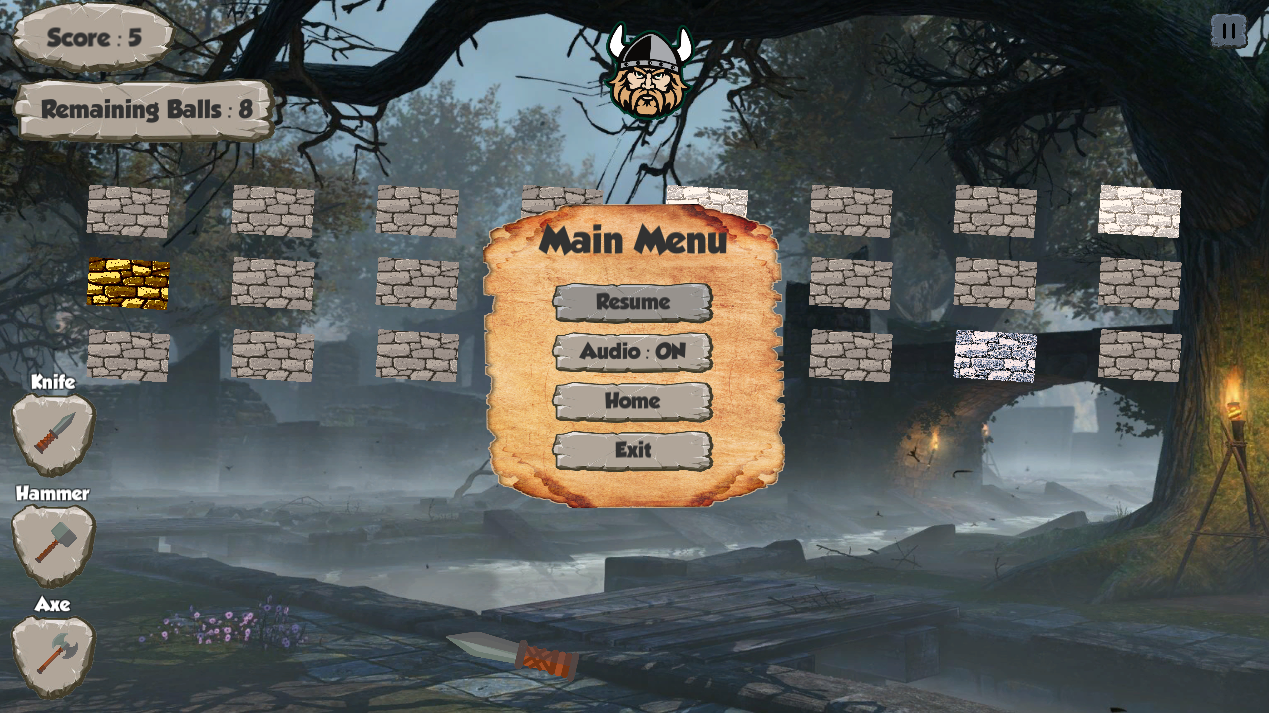 Score : 5
Remaining Balls : 8
Main Menu
Resume
Audio : ON
Home
Exit
Knife
Hammer
Axe